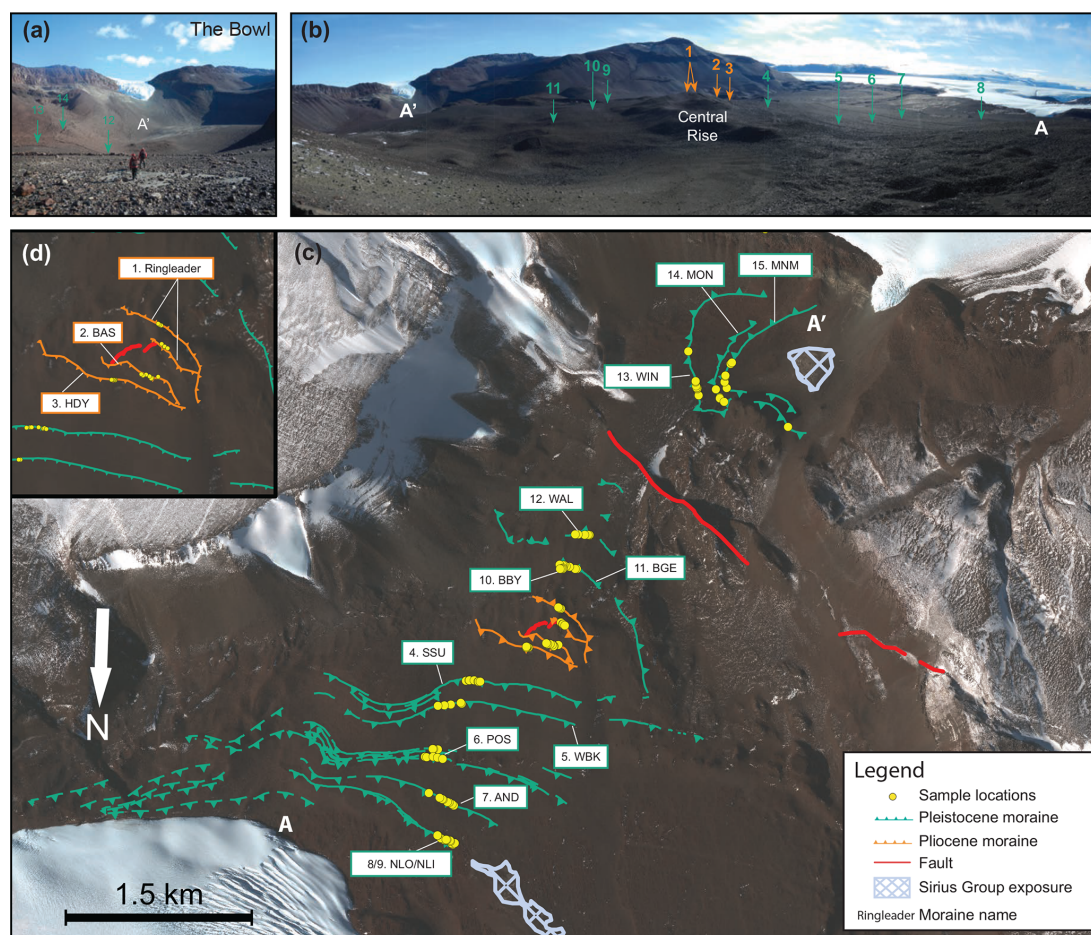 (a)
The Bowl
14
A'
(b)
1
2
3
4
5
6
7
8
9
10
11
A'
Central
Rise
A
(d)
1. Ringleader
2. BAS
3. HDY
(c)
14. MON
15. MNM
A'
13. WIN
12. WAL
10. BBY
11. BGE
4. SSU
6. POS
5. WBK
7. AND
8/9. NLO/NLI
A
N
1.5 km
Legend
Sample locations
Pleistocene moraine
Pliocene moraine
Fault
Sirius Group exposure
Ringleader Moraine name